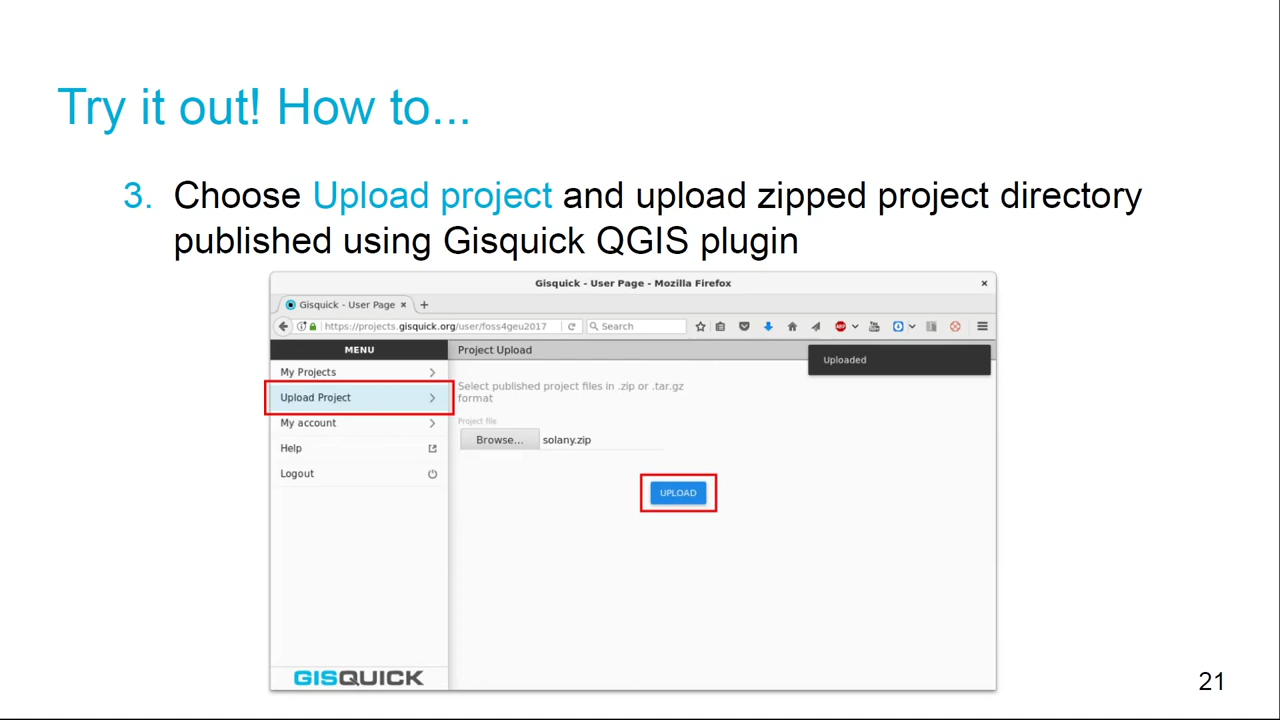 Try it out! How to...
3. Choose Upload project and upload zipped project directory
published using Gisquick QGIS plugin
Gisquick - User Page - Mozilla Firefox
Gisquick - User Page
https://projects.gisquick.org/user/foss4geu2017
Search
ABP
MENU
Project Upload
Uploaded
My Projects
Upload Project
My account
Help
Logout
Select published project files in .zip or .tar.gz
format
Project file
Browse... solany.zip
UPLOAD
GISQUICK
21